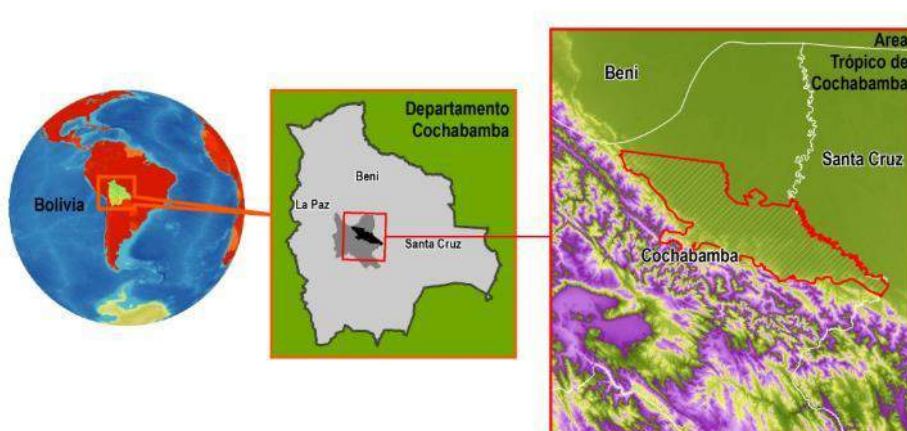 Bolivia
Departamento
Cochabamba
Beni
La Paz
Santa Cruz
Area
Trópico de
Cochabamba
Beni
Santa Cruz
Cochabamba